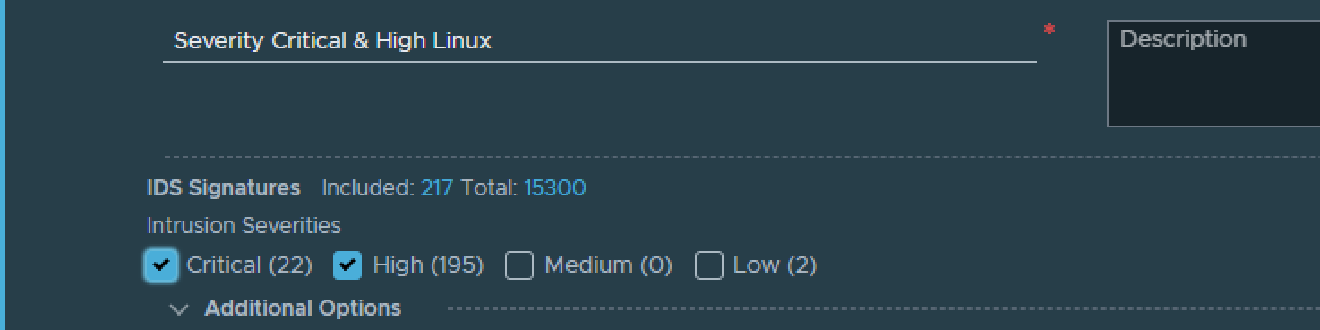 Severity Critical & High Linux *
Description
IDS Signatures Included: 217 Total: 15300
Intrusion Severities
Critical (22) High (195) Medium (0) Low (2)
Additional Options